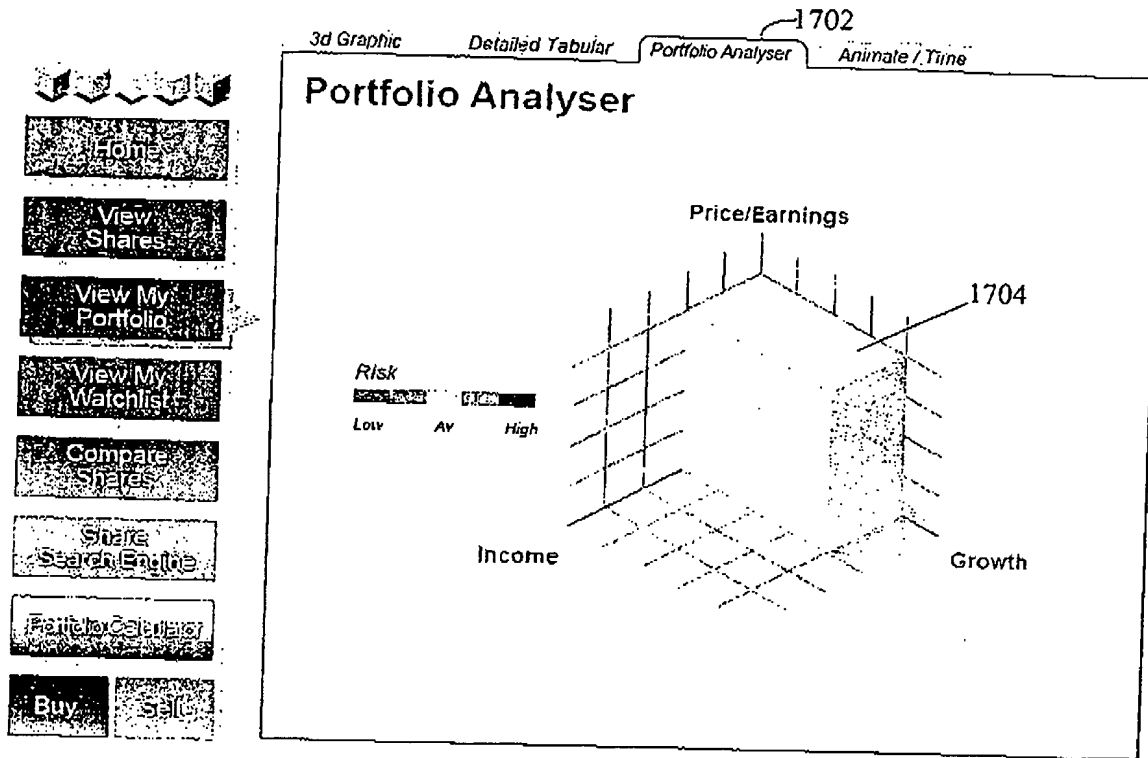 1702
3d Graphic
Detailed Tabular
Portfolio Analyser
Animate / Time
Portfolio Analyser
Home
View
Shares
View My
Portfolio
View My
Watchlist
Compare
Shares
Share
Search Engine
Portfolio Calculator
Buy
Sell
Risk
Low
Av
High
Price/Earnings
1704
Income
Growth